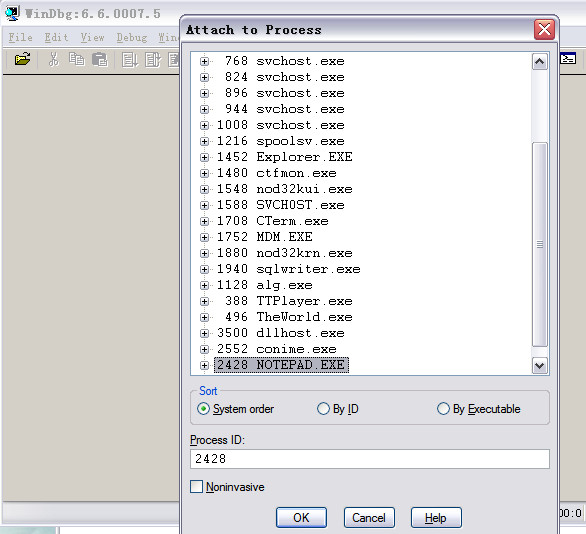 WinDbg:6.6.0007.5
File Edit View Debug
Attach to Process
768 svchost.exe
824 svchost.exe
896 svchost.exe
944 svchost.exe
1008 svchost.exe
1216 spoolsv.exe
1452 Explorer.EXE
1480 ctfmon.exe
1548 nod32kui.exe
1588 SVCH0ST.EXE
1708 CTerm.exe
1752 MDM.EXE
1880 nod32krn.exe
1940 sqlwriter.exe
1128 alg.exe
388 TTPlayer.exe
496 TheWorld.exe
3500 dllhost.exe
2552 conime.exe
2428 NOTEPAD.EXE
Sort
System order By ID By Executable
Process ID:
2428
Noninvasive
OK Cancel Help